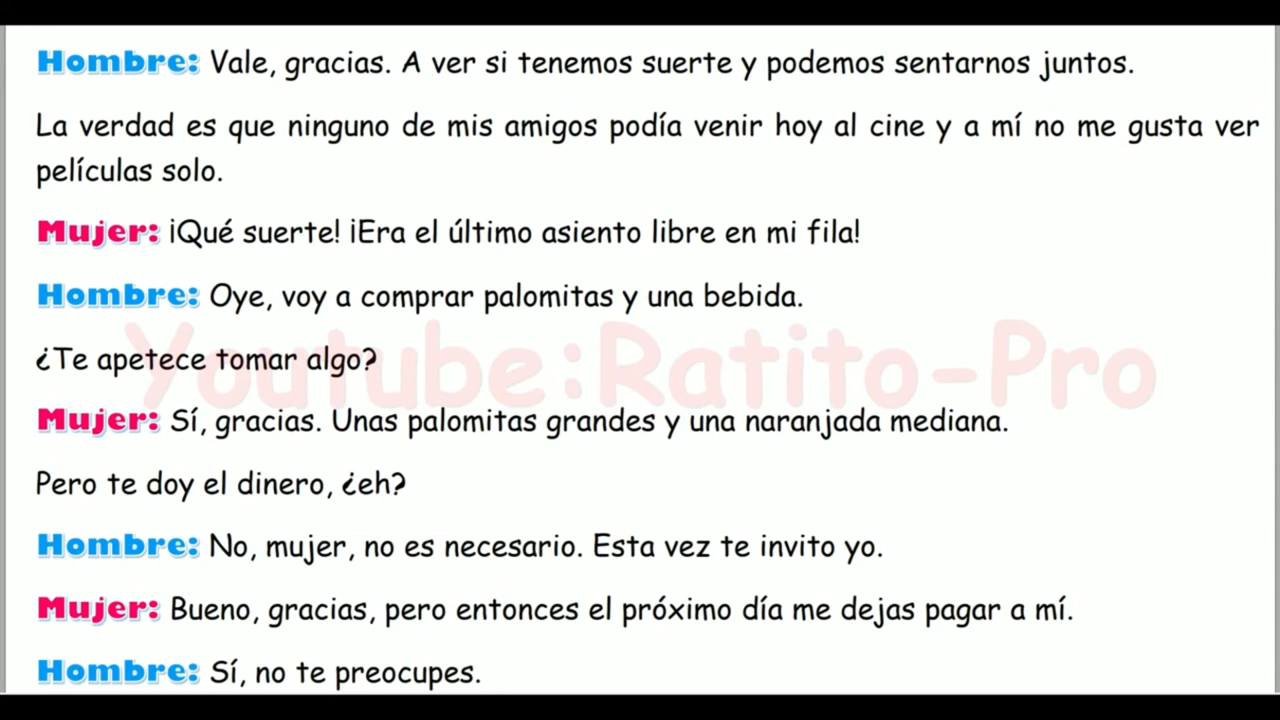 Hombre: Vale, gracias. A ver si tenemos suerte y podemos sentarnos juntos.
La verdad es que ninguno de mis amigos podía venir hoy al cine y a mí no me gusta ver
películas solo.
Mujer: ¡Qué suerte! ¡Era el último asiento libre en mi fila!
Hombre: Oye, voy a comprar palomitas y una bebida.
Youtube:Ratito-Pro
¿Te apetece tomar algo?
Mujer: Sí, gracias. Unas palomitas grandes y una naranjada mediana.
Pero te doy el dinero, ¿eh?
Hombre: No, mujer, no es necesario. Esta vez te invito yo.
Mujer: Bueno, gracias, pero entonces el próximo día me dejas pagar a mí.
Hombre: Sí, no te preocupes.